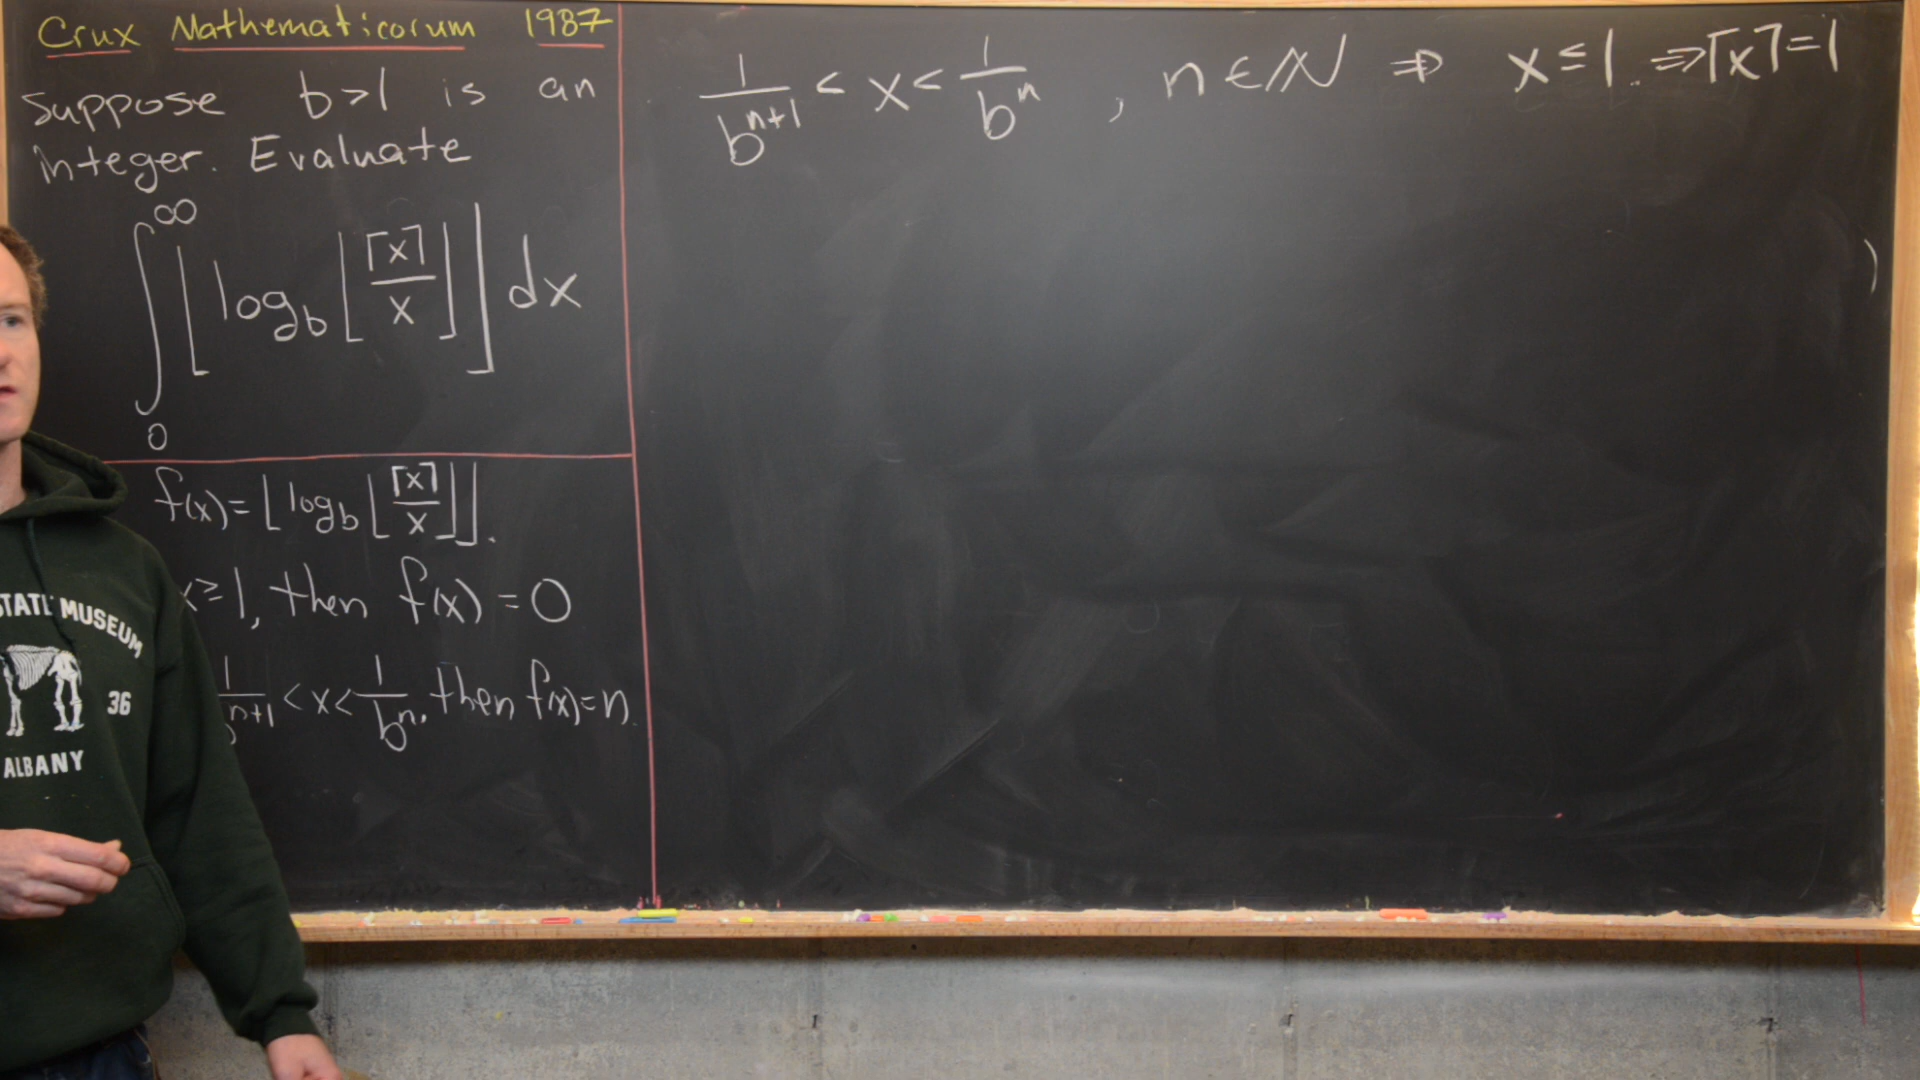 Crux Mathematicorum 1987
Suppose b>1 is an
integer. Evaluate
∫₀^∞ ⌊log_b ⌊⌈x⌉/x⌋⌋ dx
f(x)=⌊log_b ⌊⌈x⌉/x⌋⌋.
x≥1, then f(x)=0
1/b^{n+1} < x < 1/b^n, then f(x)=n.
1/b^{n+1} < x < 1/b^n , n∈ℕ ⇒ x≤1. ⇒⌈x⌉=1
STATE MUSEUM
36
ALBANY